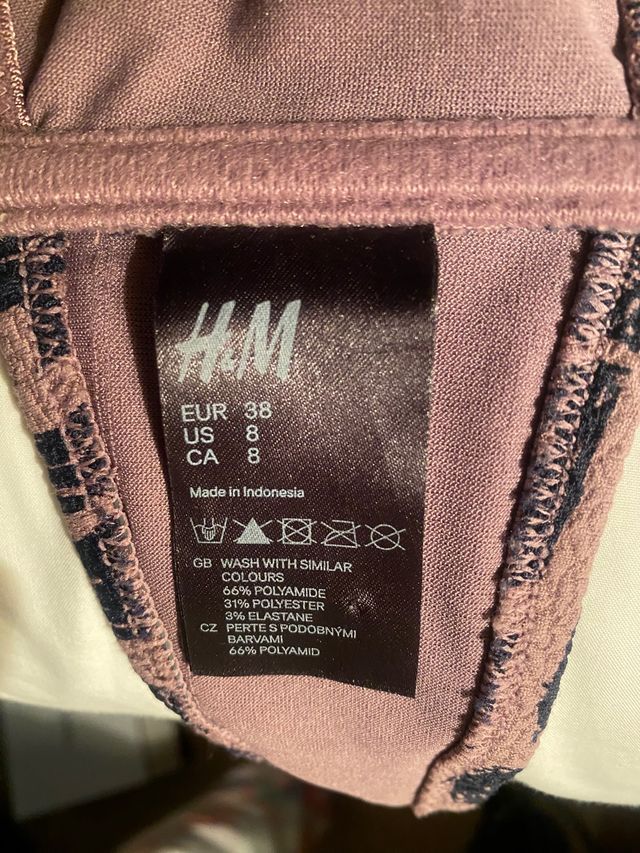 H&M
EUR 38
US 8
CA 8
Made in Indonesia
GB WASH WITH SIMILAR
COLOURS
66% POLYAMIDE
31% POLYESTER
3% ELASTANE
CZ PERTE S PODOBNÝMI
BARVAMI
66% POLYAMID